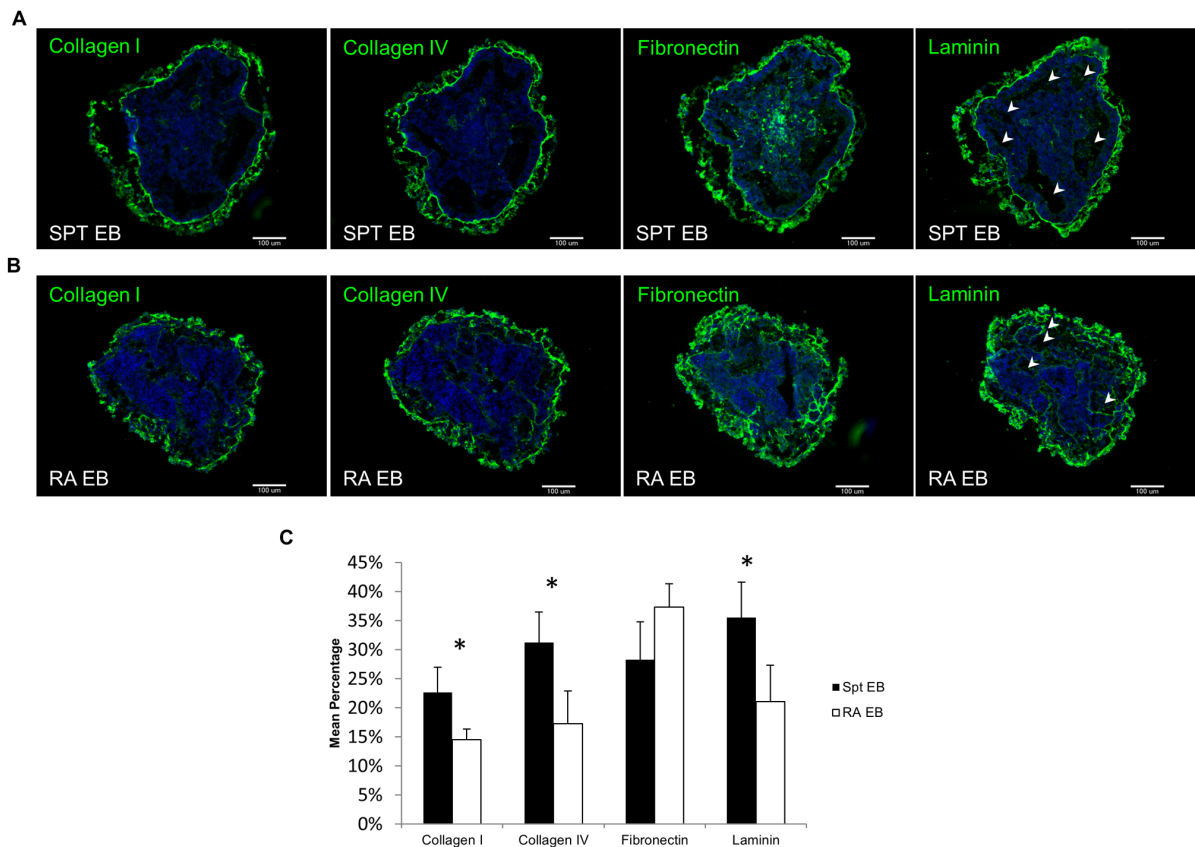 A
Collagen I
Collagen IV
Fibronectin
Laminin
SPT EB
100 um
SPT EB
100 um
SPT EB
100 um
SPT EB
100 um
B
Collagen I
Collagen IV
Fibronectin
Laminin
RA EB
100 um
RA EB
100 um
RA EB
100 um
RA EB
100 um
C
Mean Percentage
45%
40%
35%
30%
25%
20%
15%
10%
5%
0%
*
*
*
Collagen I
Collagen IV
Fibronectin
Laminin
Spt EB
RA EB